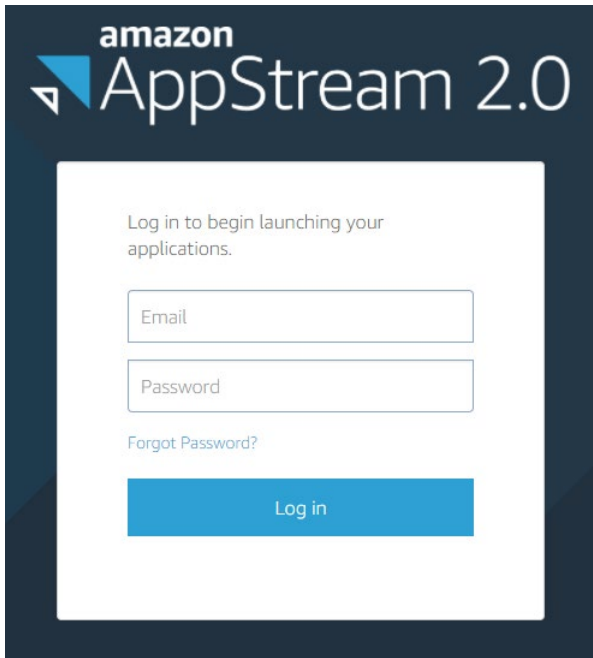 amazon
AppStream 2.0
Log in to begin launching your
applications.
Email
Password
Forgot Password?
Log in